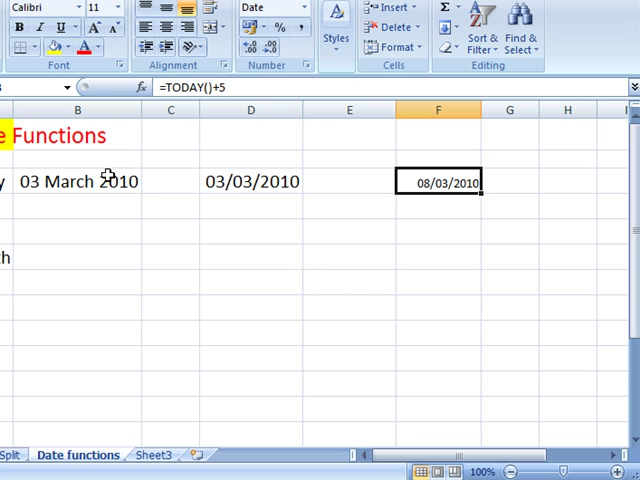 Calibri 11 Date Insert
B I U A Styles Delete Σ Sort & Filter Find & Select
Format
Font Alignment Number Cells Editing
fx =TODAY()+5
B C D E F G H
e Functions
y 03 March 2010 03/03/2010 08/03/2010
th
Split Date functions Sheet3
100%